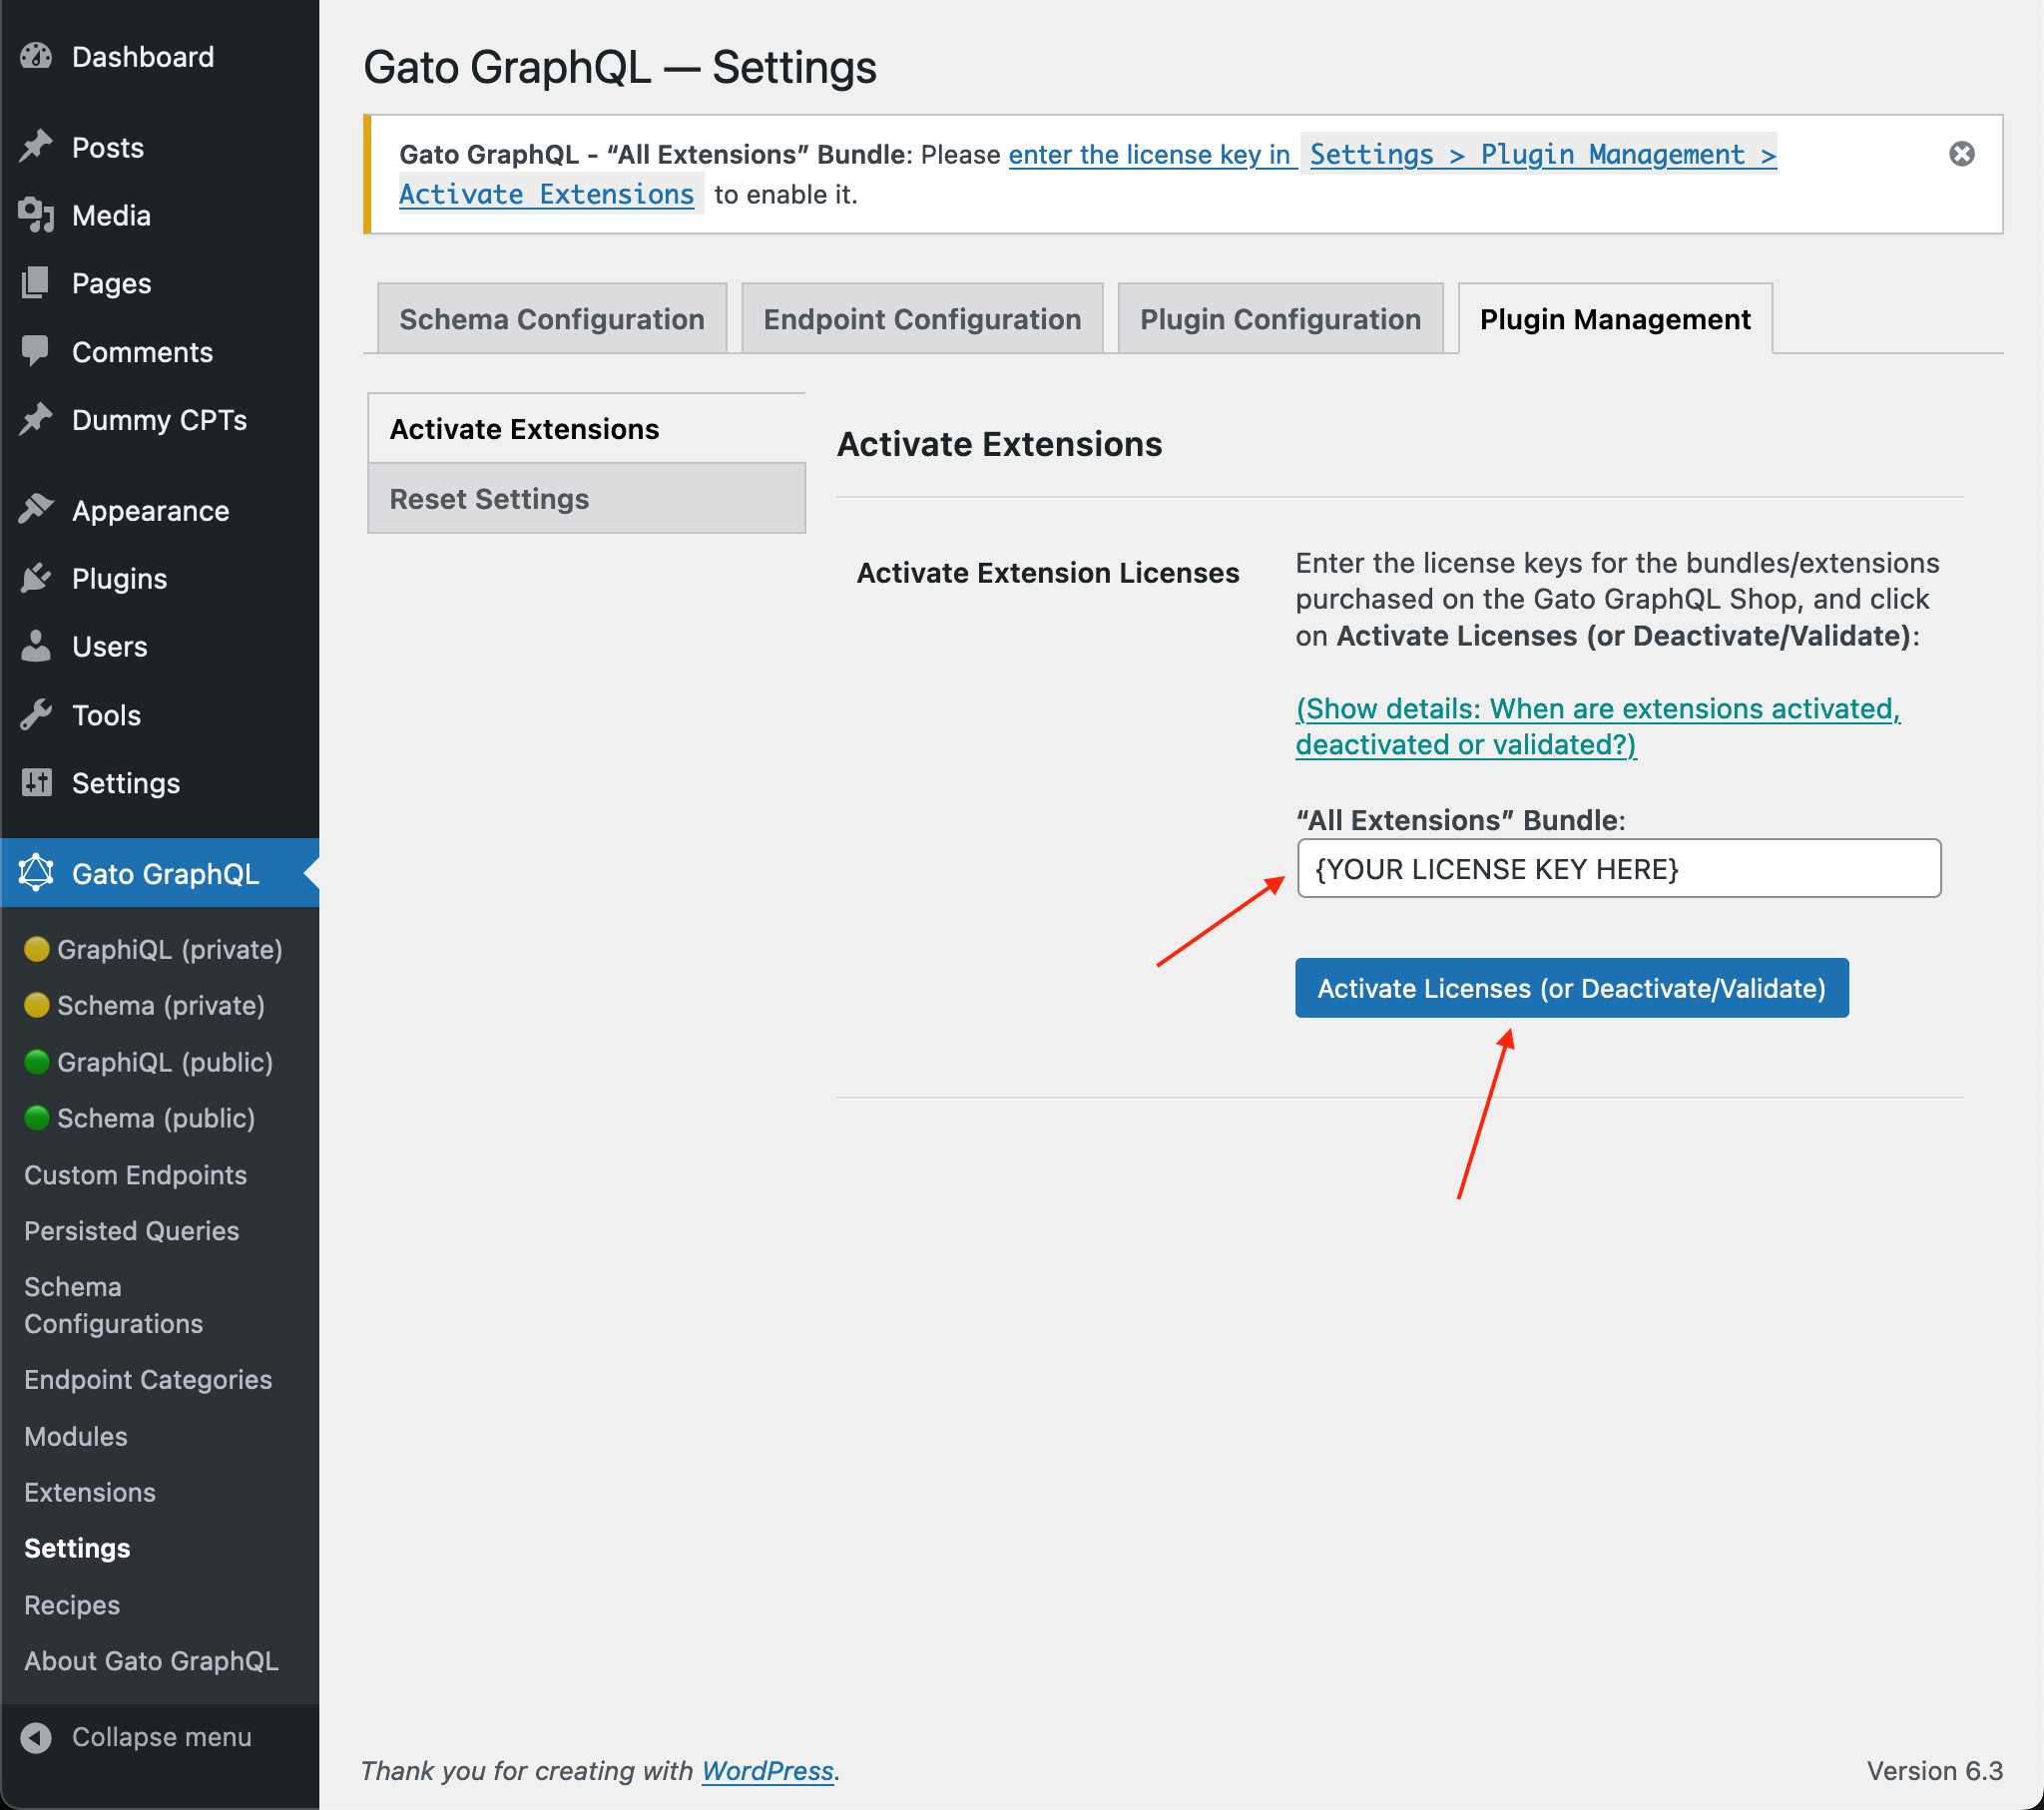 Dashboard
Posts
Media
Pages
Comments
Dummy CPTs
Appearance
Plugins
Users
Tools
Settings
Gato GraphQL
GraphiQL (private)
Schema (private)
GraphiQL (public)
Schema (public)
Custom Endpoints
Persisted Queries
Schema
Configurations
Endpoint Categories
Modules
Extensions
Settings
Recipes
About Gato GraphQL
Collapse menu
Gato GraphQL — Settings
Gato GraphQL - “All Extensions” Bundle: Please enter the license key in Settings > Plugin Management >
Activate Extensions to enable it.
Schema Configuration
Endpoint Configuration
Plugin Configuration
Plugin Management
Activate Extensions
Reset Settings
Activate Extensions
Activate Extension Licenses
Enter the license keys for the bundles/extensions
purchased on the Gato GraphQL Shop, and click
on Activate Licenses (or Deactivate/Validate):
(Show details: When are extensions activated,
deactivated or validated?)
“All Extensions” Bundle:
{YOUR LICENSE KEY HERE}
Activate Licenses (or Deactivate/Validate)
Thank you for creating with WordPress.
Version 6.3